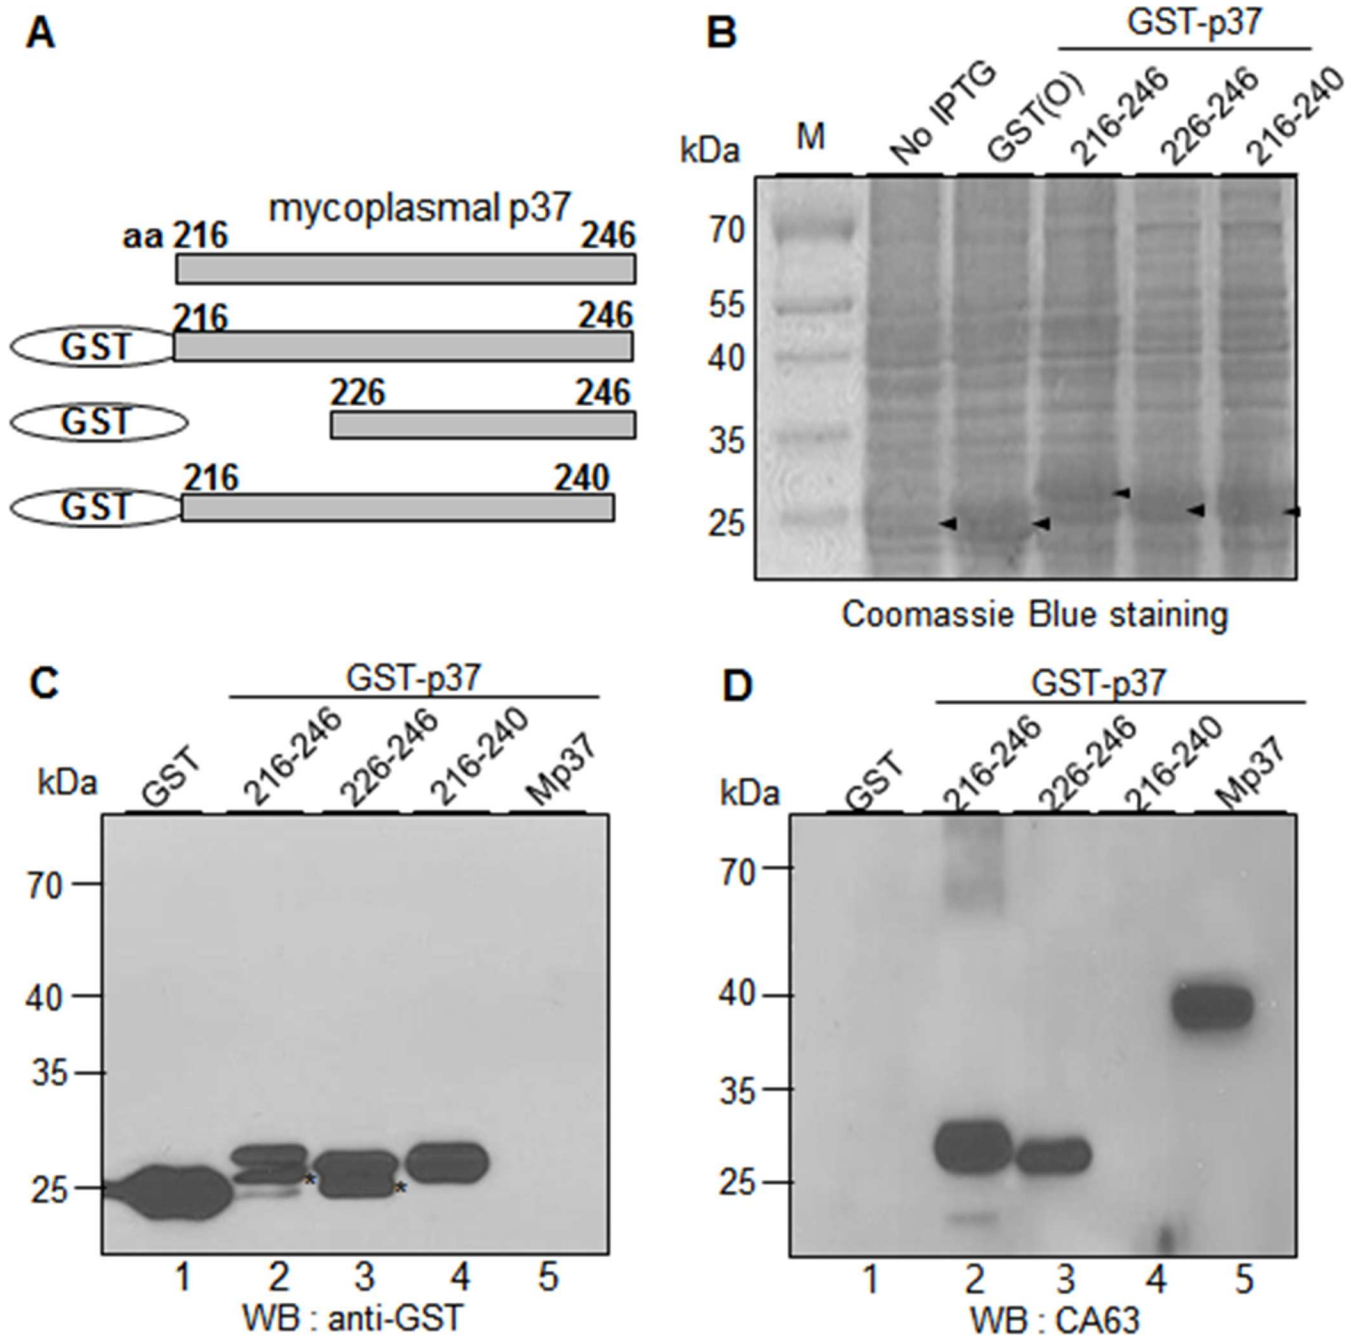 A
mycoplasmal p37
aa 216 246
GST 216 246
GST 226 246
GST 216 240
B
GST-p37
kDa M No IPTG GST(O) 216-246 226-246 216-240
70
55
40
35
25
Coomassie Blue staining
C
GST-p37
kDa GST 216-246 226-246 216-240 Mp37
70
40
35
25
* *
1 2 3 4 5
WB : anti-GST
D
GST-p37
kDa GST 216-246 226-246 216-240 Mp37
70
40
35
25
1 2 3 4 5
WB : CA63